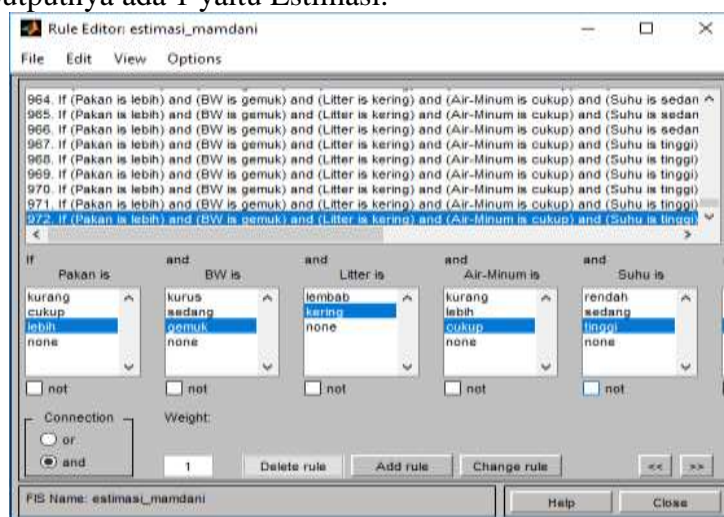 outputnya ada 1 yaitu Estimasi.
Rule Editor: estimasi_mamdani
File Edit View Options
964. If (Pakan is lebih) and (BW is gemuk) and (Litter is kering) and (Air-Minum is cukup) and (Suhu is sedan
965. If (Pakan is lebih) and (BW is gemuk) and (Litter is kering) and (Air-Minum is cukup) and (Suhu is sedan
966. If (Pakan is lebih) and (BW is gemuk) and (Litter is kering) and (Air-Minum is cukup) and (Suhu is sedan
967. If (Pakan is lebih) and (BW is gemuk) and (Litter is kering) and (Air-Minum is cukup) and (Suhu is tinggi)
968. If (Pakan is lebih) and (BW is gemuk) and (Litter is kering) and (Air-Minum is cukup) and (Suhu is tinggi)
969. If (Pakan is lebih) and (BW is gemuk) and (Litter is kering) and (Air-Minum is cukup) and (Suhu is tinggi)
970. If (Pakan is lebih) and (BW is gemuk) and (Litter is kering) and (Air-Minum is cukup) and (Suhu is tinggi)
971. If (Pakan is lebih) and (BW is gemuk) and (Litter is kering) and (Air-Minum is cukup) and (Suhu is tinggi)
972. If (Pakan is lebih) and (BW is gemuk) and (Litter is kering) and (Air-Minum is cukup) and (Suhu is tinggi)
If and and and and
Pakan is BW is Litter is Air-Minum is Suhu is
kurang kurus lembab kurang rendah
cukup sedang kering lebih sedang
lebih gemuk none cukup tinggi
none none none none
not not not not not
Connection Weight:
or
and 1 Delete rule Add rule Change rule << >>
FIS Name: estimasi_mamdani Help Close